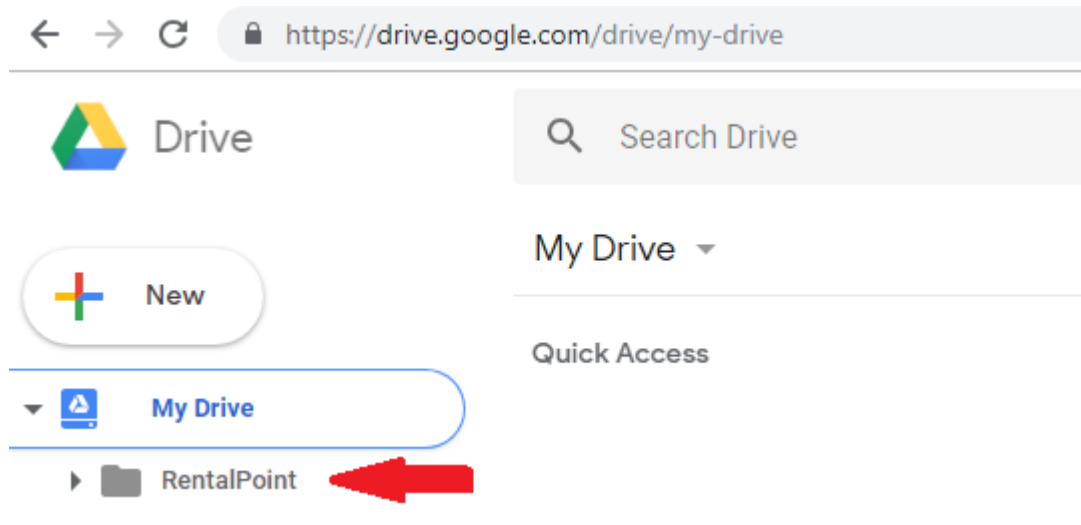 https://drive.google.com/drive/my-drive
Drive
Search Drive
My Drive
New
Quick Access
My Drive
RentalPoint